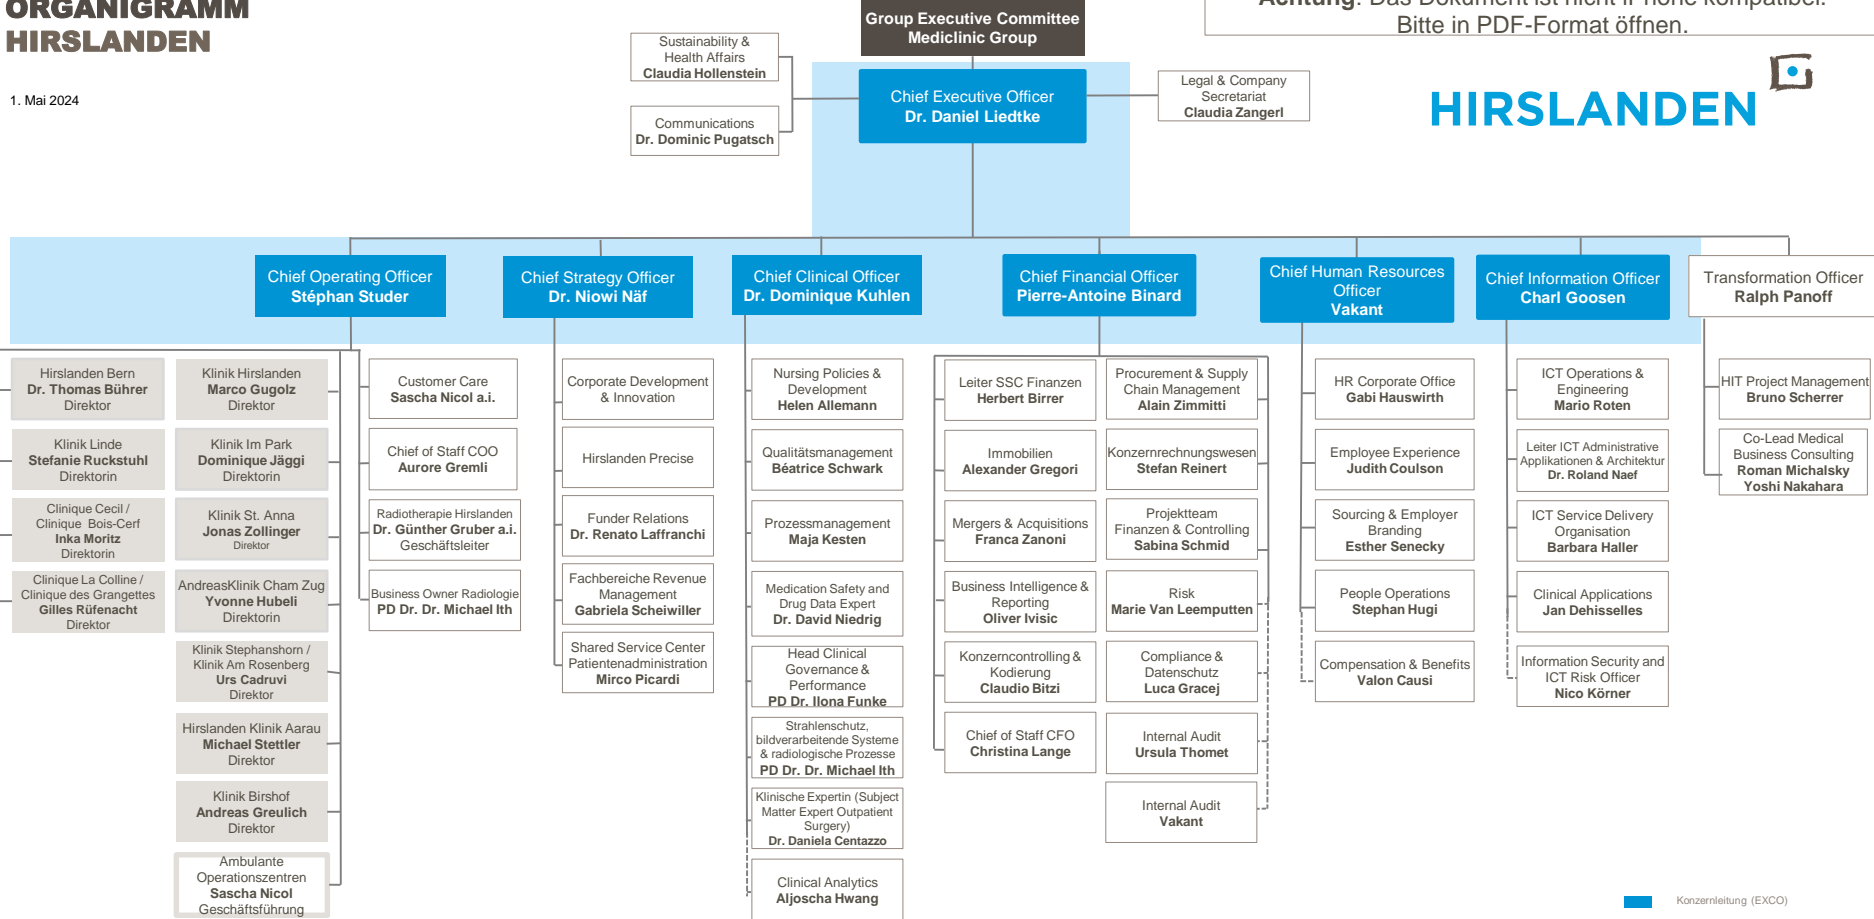 ORGANIGRAMM
HIRSLANDEN
1. Mai 2024
Achtung: Das Dokument ist nicht iPhone kompatibel.
Bitte in PDF-Format öffnen.
HIRSLANDEN
Group Executive Committee
Mediclinic Group
Sustainability &
Health Affairs
Claudia Hollenstein
Communications
Dr. Dominic Pugatsch
Chief Executive Officer
Dr. Daniel Liedtke
Legal & Company
Secretariat
Claudia Zangerl
Chief Operating Officer
Stéphan Studer
Chief Strategy Officer
Dr. Niowi Näf
Chief Clinical Officer
Dr. Dominique Kuhlen
Chief Financial Officer
Pierre-Antoine Binard
Chief Human Resources
Officer
Vakant
Chief Information Officer
Charl Goosen
Transformation Officer
Ralph Panoff
Hirslanden Bern
Dr. Thomas Bührer
Direktor
Klinik Linde
Stefanie Ruckstuhl
Direktorin
Clinique Cecil /
Clinique Bois-Cerf
Inka Moritz
Direktorin
Clinique La Colline /
Clinique des Grangettes
Gilles Rüfenacht
Direktor
Klinik Hirslanden
Marco Gugolz
Direktor
Klinik Im Park
Dominique Jäggi
Direktorin
Klinik St. Anna
Jonas Zollinger
Direktor
AndreasKlinik Cham Zug
Yvonne Hubeli
Direktorin
Klinik Stephanshorn /
Klinik Am Rosenberg
Urs Cadruvi
Direktor
Hirslanden Klinik Aarau
Michael Stettler
Direktor
Klinik Birshof
Andreas Greulich
Direktor
Ambulante
Operationszentren
Sascha Nicol
Geschäftsführung
Customer Care
Sascha Nicol a.i.
Chief of Staff COO
Aurore Gremli
Radiotherapie Hirslanden
Dr. Günther Gruber a.i.
Geschäftsleiter
Business Owner Radiologie
PD Dr. Dr. Michael Ith
Corporate Development
& Innovation
Hirslanden Precise
Funder Relations
Dr. Renato Laffranchi
Fachbereiche Revenue
Management
Gabriela Scheiwiller
Shared Service Center
Patientenadministration
Mirco Picardi
Nursing Policies &
Development
Helen Allemann
Qualitätsmanagement
Béatrice Schwark
Prozessmanagement
Maja Kesten
Medication Safety and
Drug Data Expert
Dr. David Niedrig
Head Clinical
Governance &
Performance
PD Dr. Ilona Funke
Strahlenschutz,
bildverarbeitende Systeme
& radiologische Prozesse
PD Dr. Dr. Michael Ith
Klinische Expertin (Subject
Matter Expert Outpatient
Surgery)
Dr. Daniela Centazzo
Clinical Analytics
Aljoscha Hwang
Leiter SSC Finanzen
Herbert Birrer
Immobilien
Alexander Gregori
Mergers & Acquisitions
Franca Zanoni
Business Intelligence &
Reporting
Oliver Ivisic
Konzerncontrolling &
Kodierung
Claudio Bitzi
Chief of Staff CFO
Christina Lange
Procurement & Supply
Chain Management
Alain Zimmitti
Konzernrechnungswesen
Stefan Reinert
Projektteam
Finanzen & Controlling
Sabina Schmid
Risk
Marie Van Leemputten
Compliance &
Datenschutz
Luca Gracej
Internal Audit
Ursula Thomet
Internal Audit
Vakant
HR Corporate Office
Gabi Hauswirth
Employee Experience
Judith Coulson
Sourcing & Employer
Branding
Esther Senecky
People Operations
Stephan Hugi
Compensation & Benefits
Valon Causi
ICT Operations &
Engineering
Mario Roten
Leiter ICT Administrative
Applikationen & Architektur
Dr. Roland Naef
ICT Service Delivery
Organisation
Barbara Haller
Clinical Applications
Jan Dehisselles
Information Security and
ICT Risk Officer
Nico Körner
HIT Project Management
Bruno Scherrer
Co-Lead Medical
Business Consulting
Roman Michalsky
Yoshi Nakahara
Konzernleitung (EXCO)